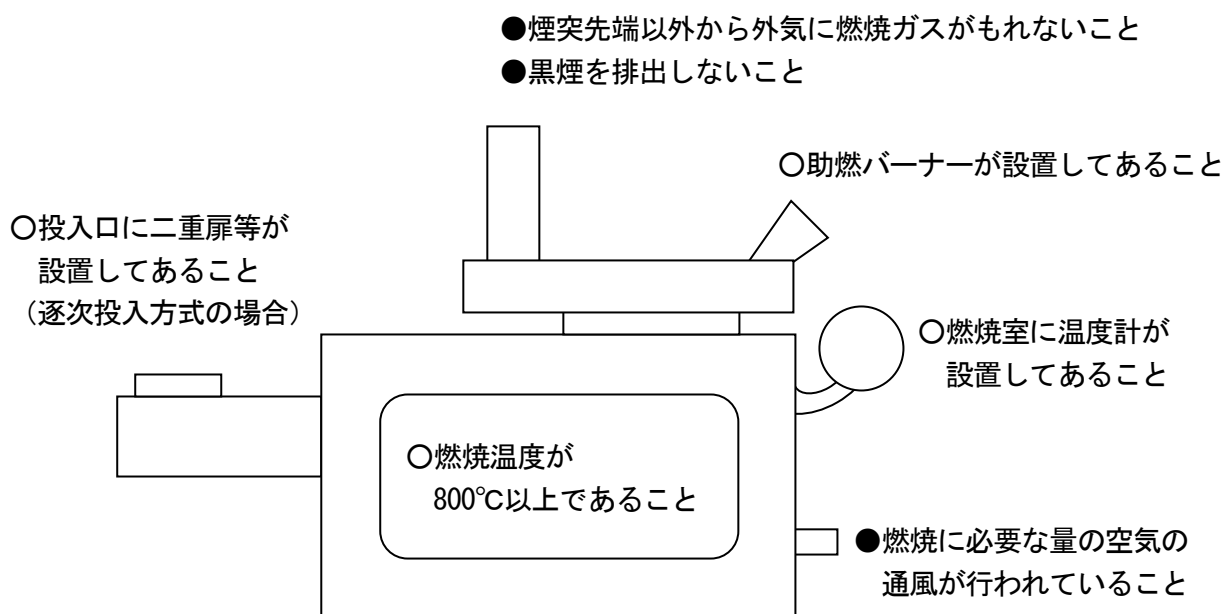 ●煙突先端以外から外気に燃焼ガスがもれないこと
●黒煙を排出しないこと
○助燃バーナーが設置してあること
○投入口に二重扉等が
設置してあること
（逐次投入方式の場合）
○燃焼室に温度計が
設置してあること
○燃焼温度が
800℃以上であること
●燃焼に必要な量の空気の
通風が行われていること